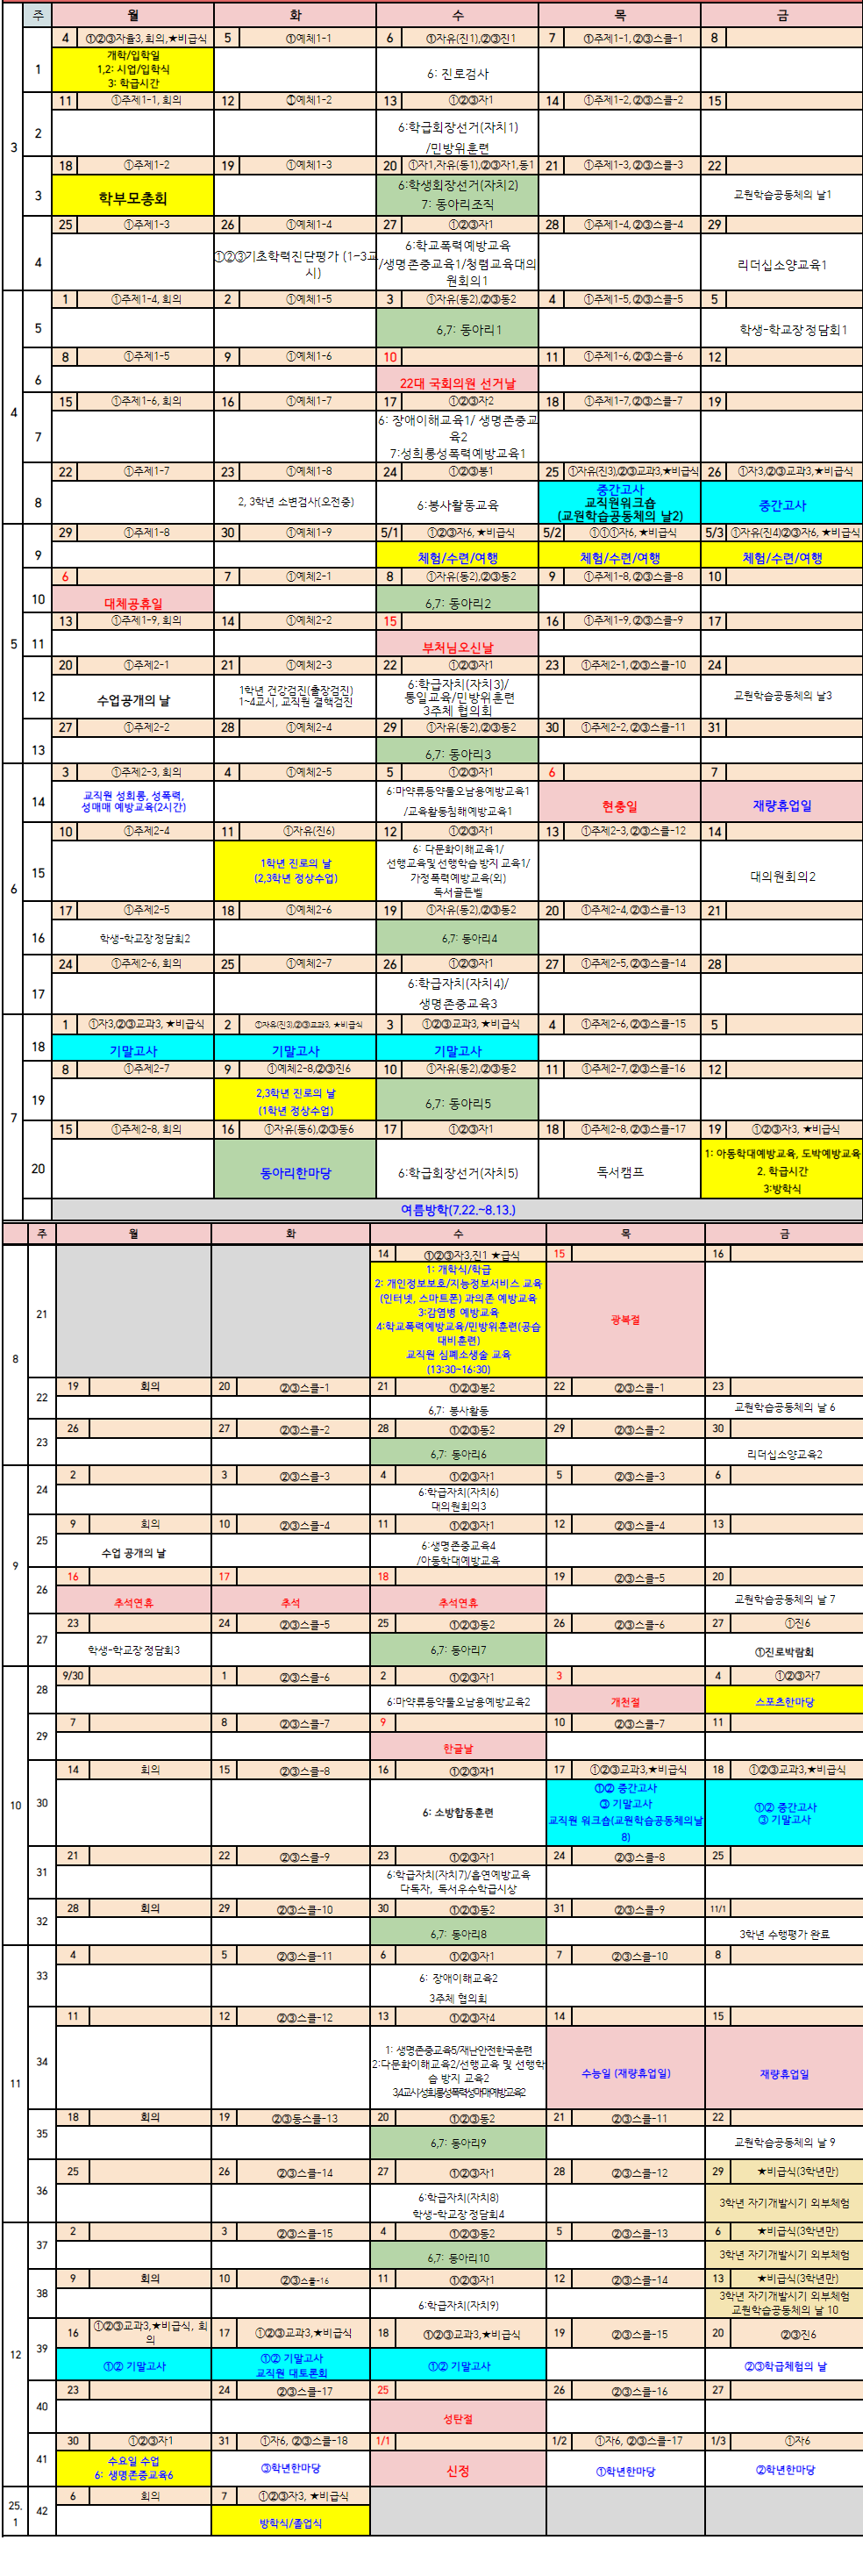 주 월 화 수 목 금
3
1
4 ①②③자율3, 회의,★비급식 5 ①예체1-1 6 ①자유(진1),②③진1 7 ①주제1-1,②③스클-1 8
개학/입학일
1,2: 시업/입학식
3: 학급시간
6: 진로검사
2
11 ①주제1-1, 회의 12 ①예체1-2 13 ①②③자1 14 ①주제1-2, ②③스클-2 15
6:학급회장선거(자치1)
/민방위훈련
3
18 ①주제1-2 19 ①예체1-3 20 ①자1,자유(동1),②③자1,동1 21 ①주제1-3, ②③스클-3 22
학부모총회
6:학생회장선거(자치2)
7: 동아리조직
교원학습공동체의 날1
4
25 ①주제1-3 26 ①예체1-4 27 ①②③자1 28 ①주제1-4, ②③스클-4 29
①②③기초학력진단평가 (1~3교
시)
6:학교폭력예방교육
/생명존중교육1/청렴교육대의
원회의1
리더십소양교육1
4
5
1 ①주제1-4, 회의 2 ①예체1-5 3 ①자유(동2),②③동2 4 ①주제1-5, ②③스클-5 5
6,7: 동아리1
학생-학교장 정담회1
6
8 ①주제1-5 9 ①예체1-6 10 11 ①주제1-6, ②③스클-6 12
22대 국회의원 선거날
7
15 ①주제1-6, 회의 16 ①예체1-7 17 ①②③자2 18 ①주제1-7, ②③스클-7 19
6: 장애이해교육1/ 생명존중교
육2
7:성희롱성폭력예방교육1
8
22 ①주제1-7 23 ①예체1-8 24 ①②③봉1 25 ①자유(진3),②③교과3,★비급식 26 ①자3,②③교과3,★비급식
2, 3학년 소변검사(오전중)
6:봉사활동교육
중간고사
교직원워크숍
(교원학습공동체의 날2)
중간고사
5
9
29 ①주제1-8 30 ①예체1-9 5/1 ①②③자6, ★비급식 5/2 ①①①자6, ★비급식 5/3 ①자유(진4)②③자6, ★비급식
체험/수련/여행 체험/수련/여행 체험/수련/여행
10
6 7 ①예체2-1 8 ①자유(동2),②③동2 9 ①주제1-8, ②③스클-8 10
대체공휴일
6,7: 동아리2
11
13 ①주제1-9, 회의 14 ①예체2-2 15 16 ①주제1-9, ②③스클-9 17
부처님오신날
12
20 ①주제2-1 21 ①예체2-3 22 ①②③자1 23 ①주제2-1, ②③스클-10 24
수업공개의 날
1학년 건강검진(출장검진)
1~4교시, 교직원 결핵검진
6:학급자치(자치3)/
통일교육/민방위훈련
3주체 협의회
교원학습공동체의 날3
13
27 ①주제2-2 28 ①예체2-4 29 ①자유(동2),②③동2 30 ①주제2-2, ②③스클-11 31
6,7: 동아리3
6
14
3 ①주제2-3, 회의 4 ①예체2-5 5 ①②③자1 6 7
교직원 성희롱, 성폭력,
성매매 예방교육(2시간)
6:마약류등약물오남용예방교육1
/교육활동침해예방교육1
현충일
재량휴업일
15
10 ①주제2-4 11 ①자유(진6) 12 ①②③자1 13 ①주제2-3, ②③스클-12 14
1학년 진로의 날
(2,3학년 정상수업)
6: 다문화이해교육1/
선행교육및 선행학습 방지 교육1/
가정폭력예방교육(외)
독서골든벨
대의원회의2
16
17 ①주제2-5 18 ①예체2-6 19 ①자유(동2),②③동2 20 ①주제2-4, ②③스클-13 21
학생-학교장 정담회2
6,7: 동아리4
17
24 ①주제2-6, 회의 25 ①예체2-7 26 ①②③자1 27 ①주제2-5, ②③스클-14 28
6:학급자치(자치4)/
생명존중교육3
7
18
1 ①자3,②③교과3, ★비급식 2 ①자유(진3),②③교과3, ★비급식 3 ①②③교과3, ★비급식 4 ①주제2-6, ②③스클-15 5
기말고사 기말고사 기말고사
19
8 ①주제2-7 9 ①예체2-8,②③진6 10 ①자유(동2),②③동2 11 ①주제2-7, ②③스클-16 12
2,3학년 진로의 날
(1학년 정상수업)
6,7: 동아리5
20
15 ①주제2-8, 회의 16 ①자유(동6),②③동6 17 ①②③자1 18 ①주제2-8, ②③스클-17 19 ①②③자3, ★비급식
동아리한마당
6:학급회장선거(자치5)
독서캠프
1: 아동학대예방교육, 도박예방교육
2. 학급시간
3:방학식
여름방학(7.22.~8.13.)
주 월 화 수 목 금
8
21
14 ①②③자3,진1 ★급식 15 16
1: 개학식/학급
2: 개인정보보호/지능정보서비스 교육
(인터넷, 스마트폰) 과의존 예방교육
3:감염병 예방교육
4:학교폭력예방교육/민방위훈련(공습
대비훈련)
교직원 심폐소생술 교육
(13:30~16:30)
광복절
22
19 회의 20 ②③스클-1 21 ①②③봉2 22 ②③스클-1 23
6,7: 봉사활동
교원학습공동체의 날 6
23
26 27 ②③스클-2 28 ①②③동2 29 ②③스클-2 30
6,7: 동아리6
리더십소양교육2
9
24
2 3 ②③스클-3 4 ①②③자1 5 ②③스클-3 6
6:학급자치(자치6)
대의원회의3
25
9 회의 10 ②③스클-4 11 ①②③자1 12 ②③스클-4 13
수업 공개의 날
6:생명존중교육4
/아동학대예방교육
26
16 17 18 19 ②③스클-5 20
추석연휴 추석 추석연휴
교원학습공동체의 날 7
27
23 24 ②③스클-5 25 ①②③동2 26 ②③스클-6 27 ①진6
학생-학교장 정담회3
6,7: 동아리7
①진로박람회
10
28
9/30 1 ②③스클-6 2 ①②③자1 3 4 ①②③자7
6:마약류등약물오남용예방교육2
개천절
스포츠한마당
29
7 8 ②③스클-7 9 10 ②③스클-7 11
한글날
30
14 회의 15 ②③스클-8 16 ①②③자1 17 ①②③교과3,★비급식 18 ①②③교과3,★비급식
6: 소방합동훈련
①② 중간고사
③ 기말고사
교직원 워크숍(교원학습공동체의날
8)
①② 중간고사
③ 기말고사
31
21 22 ②③스클-9 23 ①②③자1 24 ②③스클-8 25
6:학급자치(자치7)/흡연예방교육
다독자, 독서우수학급시상
32
28 회의 29 ②③스클-10 30 ①②③동2 31 ②③스클-9 11/1
6,7: 동아리8
3학년 수행평가 완료
11
33
4 5 ②③스클-11 6 ①②③자1 7 ②③스클-10 8
6: 장애이해교육2
3주체 협의회
34
11 12 ②③스클-12 13 ①②③자4 14 15
1: 생명존중교육5/재난안전한국훈련
2:다문화이해교육2/선행교육 및 선행학
습 방지 교육2
3,4교시:성희롱성폭력성매매예방교육2
수능일 (재량휴업일)
재량휴업일
35
18 회의 19 ②③동스클-13 20 ①②③동2 21 ②③스클-11 22
6,7: 동아리9
교원학습공동체의 날 9
36
25 26 ②③스클-14 27 ①②③자1 28 ②③스클-12 29 ★비급식(3학년만)
6:학급자치(자치8)
학생-학교장 정담회4
3학년 자기개발시기 외부체험
12
37
2 3 ②③스클-15 4 ①②③동2 5 ②③스클-13 6 ★비급식(3학년만)
6,7: 동아리10
3학년 자기개발시기 외부체험
38
9 회의 10 ②③스클-16 11 ①②③자1 12 ②③스클-14 13 ★비급식(3학년만)
6:학급자치(자치9)
3학년 자기개발시기 외부체험
교원학습공동체의 날 10
39
16 ①②③교과3,★비급식, 회
의
17 ①②③교과3,★비급식 18 ①②③교과3,★비급식 19 ②③스클-15 20 ②③진6
①② 기말고사
①② 기말고사
교직원 대토론회
①② 기말고사
②③학급체험의 날
40
23 24 ②③스클-17 25 26 ②③스클-16 27
성탄절
41
30 ①②③자1 31 ①자6, ②③스클-18 1/1 1/2 ①자6, ②③스클-17 1/3 ①자6
수요일 수업
6: 생명존중교육6
③학년한마당
신정
①학년한마당
②학년한마당
25.
1
42
6 회의 7 ①②③자3, ★비급식
방학식/졸업식